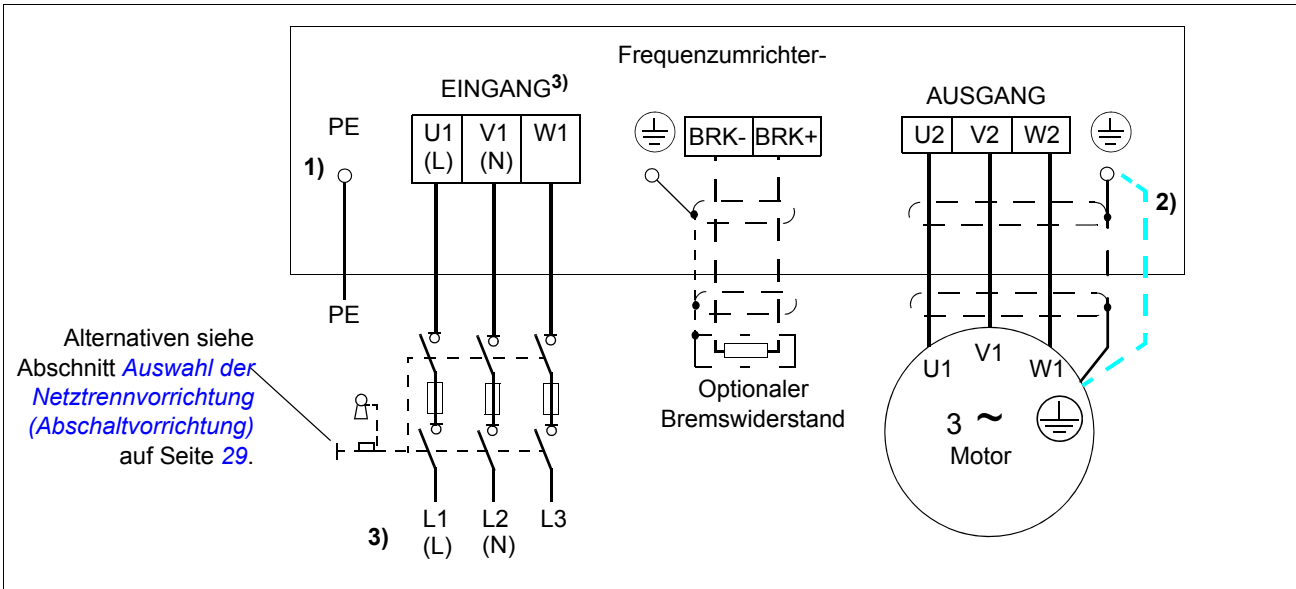 Frequenzumrichter-
EINGANG3)
AUSGANG
PE
U1 V1 W1
(L) (N)
BRK- BRK+
U2 V2 W2
1)
2)
PE
Alternativen siehe
Abschnitt Auswahl der
Netztrennvorrichtung
(Abschaltvorrichtung)
auf Seite 29.
Optionaler
Bremswiderstand
U1 V1 W1
3 ~
Motor
3)
L1 L2 L3
(L) (N)